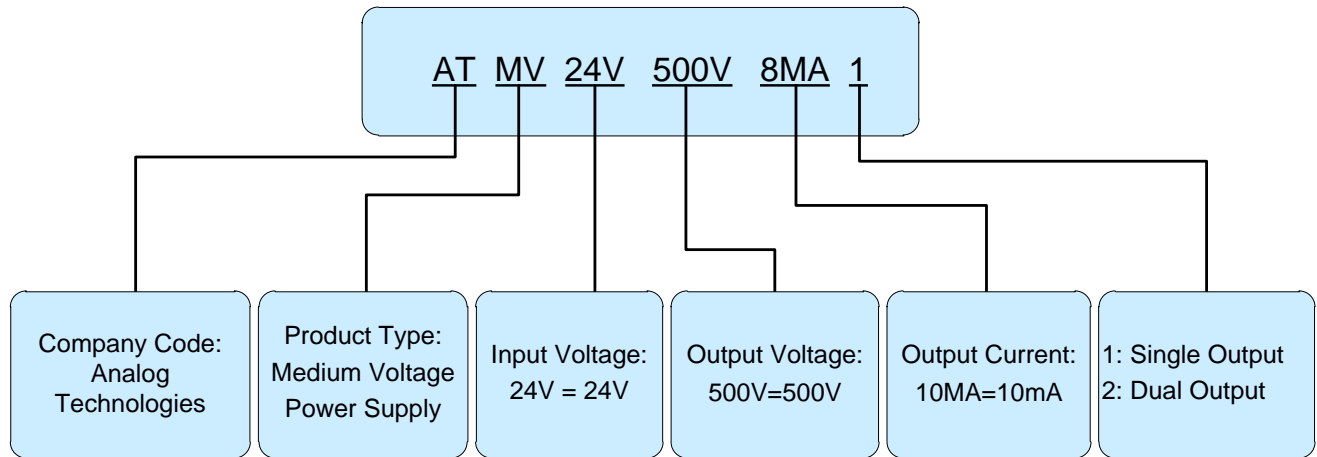 AT MV 24V 500V 8MA 1
Company Code:
Analog
Technologies
Product Type:
Medium Voltage
Power Supply
Input Voltage:
24V = 24V
Output Voltage:
500V=500V
Output Current:
10MA=10mA
1: Single Output
2: Dual Output